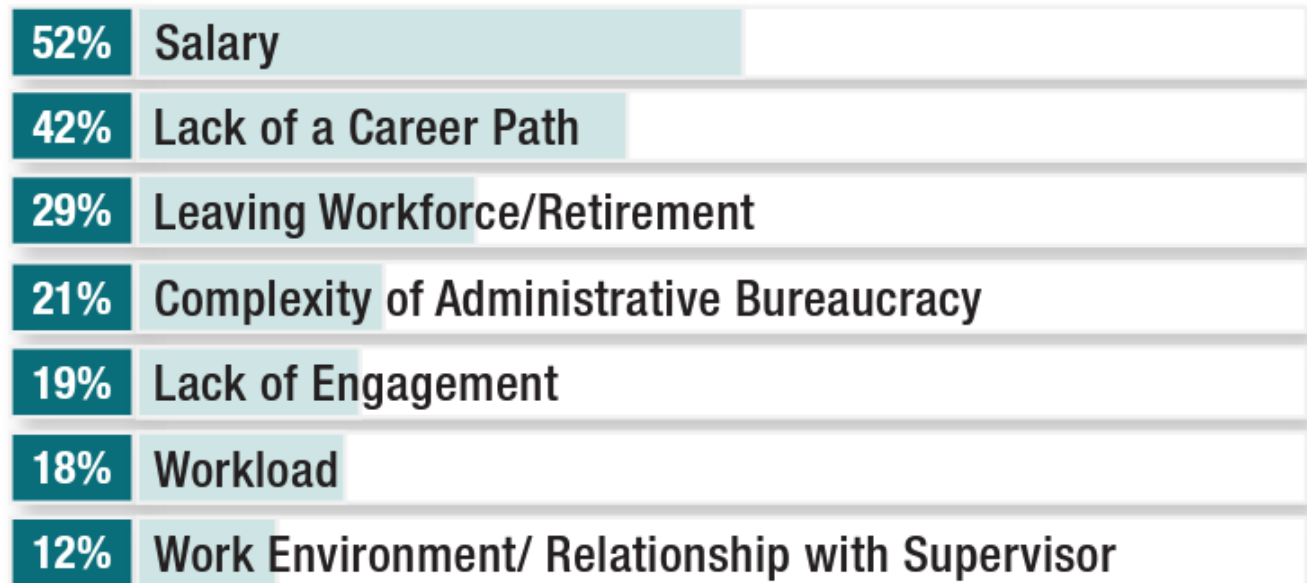 52% Salary
42% Lack of a Career Path
29% Leaving Workforce/Retirement
21% Complexity of Administrative Bureaucracy
19% Lack of Engagement
18% Workload
12% Work Environment/ Relationship with Supervisor